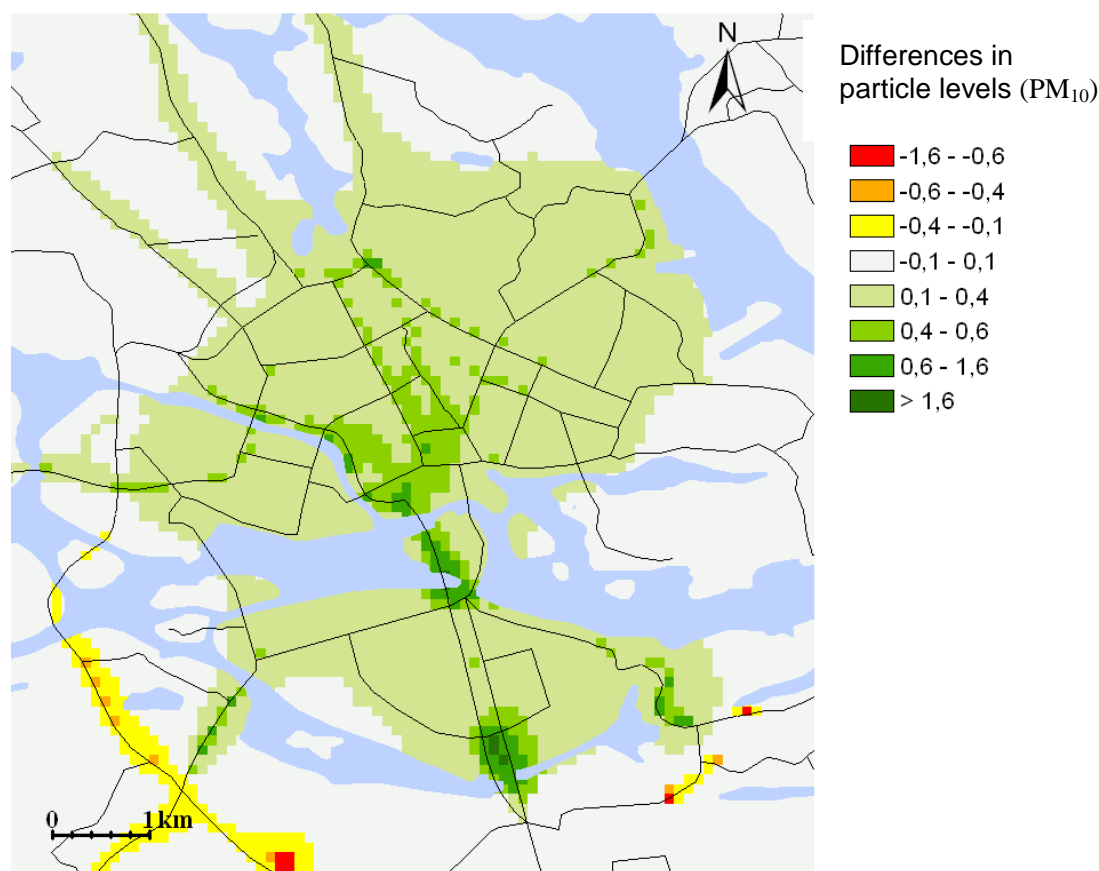 N
Differences in
particle levels (PM10)
-1,6 - -0,6
-0,6 - -0,4
-0,4 - -0,1
-0,1 - 0,1
0,1 - 0,4
0,4 - 0,6
0,6 - 1,6
> 1,6
0 1 km